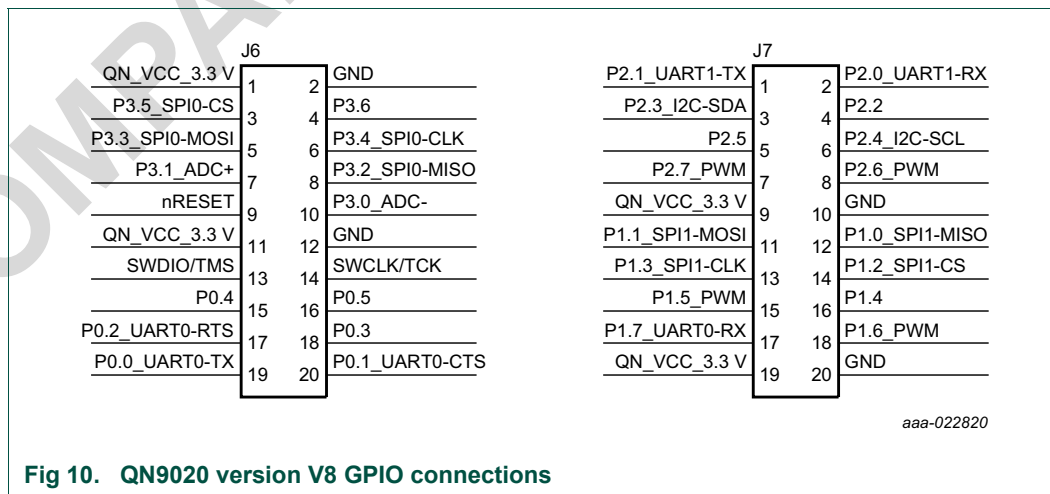 OMPA
J6
QN_VCC_3.3 V 1 2 GND
P3.5_SPI0-CS 3 4 P3.6
P3.3_SPI0-MOSI 5 6 P3.4_SPI0-CLK
P3.1_ADC+ 7 8 P3.2_SPI0-MISO
nRESET 9 10 P3.0_ADC-
QN_VCC_3.3 V 11 12 GND
SWDIO/TMS 13 14 SWCLK/TCK
P0.4 15 16 P0.5
P0.2_UART0-RTS 17 18 P0.3
P0.0_UART0-TX 19 20 P0.1_UART0-CTS
J7
P2.1_UART1-TX 1 2 P2.0_UART1-RX
P2.3_I2C-SDA 3 4 P2.2
P2.5 5 6 P2.4_I2C-SCL
P2.7_PWM 7 8 P2.6_PWM
QN_VCC_3.3 V 9 10 GND
P1.1_SPI1-MOSI 11 12 P1.0_SPI1-MISO
P1.3_SPI1-CLK 13 14 P1.2_SPI1-CS
P1.5_PWM 15 16 P1.4
P1.7_UART0-RX 17 18 P1.6_PWM
QN_VCC_3.3 V 19 20 GND
aaa-022820
Fig 10. QN9020 version V8 GPIO connections